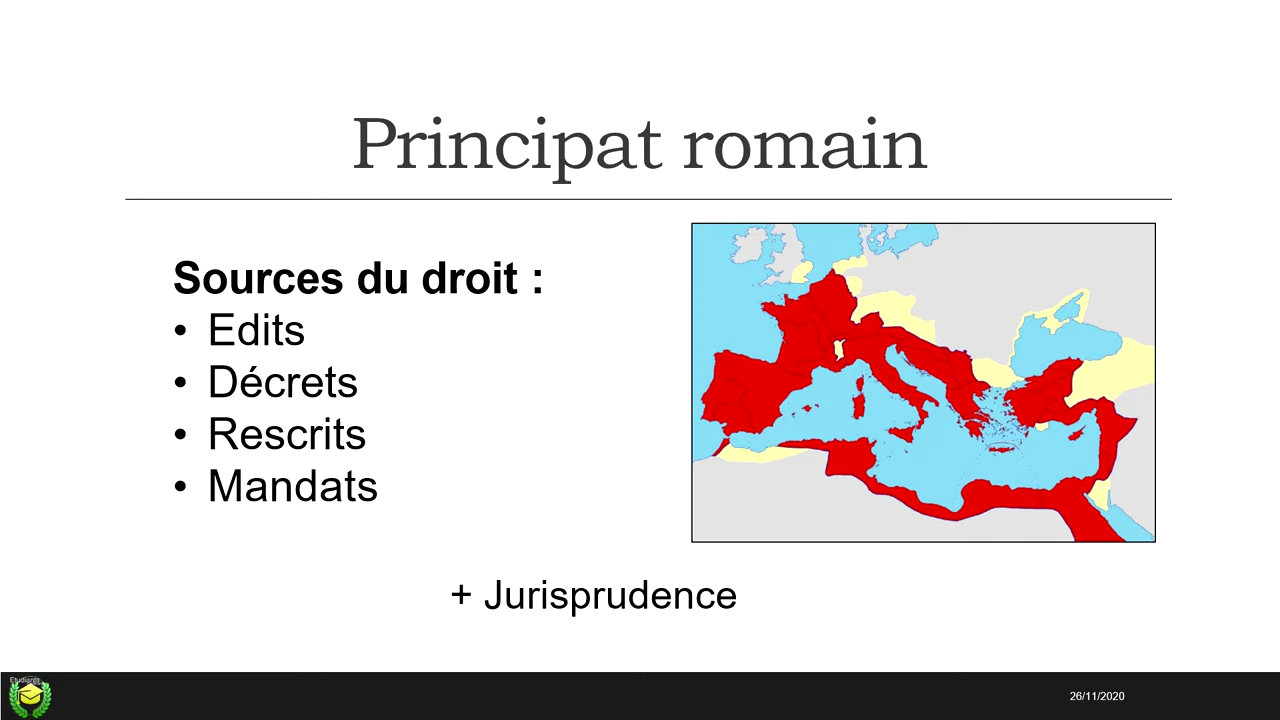 Principat romain
Sources du droit :
• Edits
• Décrets
• Rescrits
• Mandats
+ Jurisprudence
26/11/2020